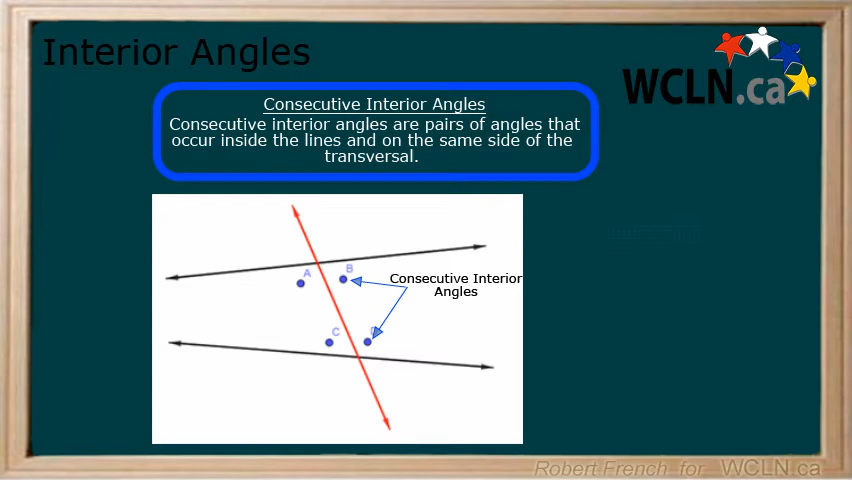 Interior Angles
WCLN.ca
Consecutive Interior Angles
Consecutive interior angles are pairs of angles that
occur inside the lines and on the same side of the
transversal.
A
B
Consecutive Interior
Angles
C
Robert French for WCLN.ca